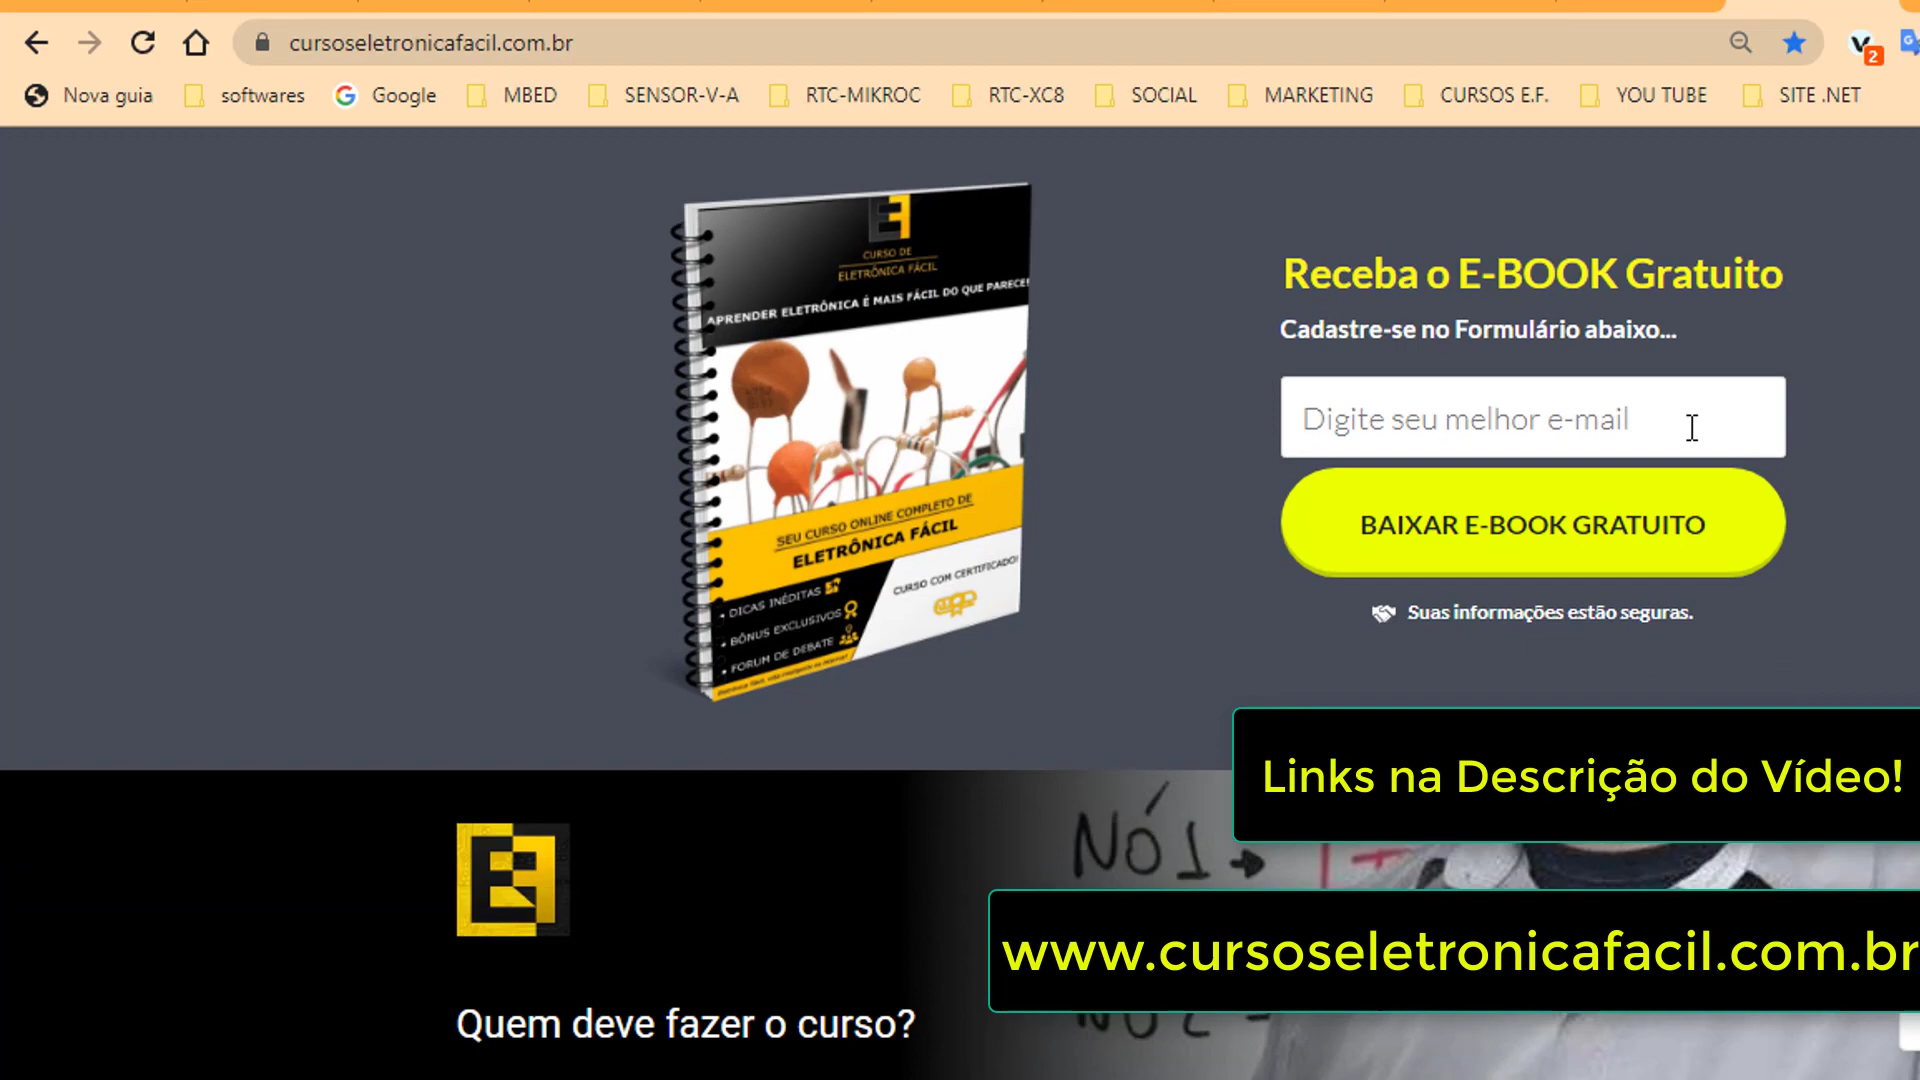 cursoseletronicafacil.com.br
2
Nova guia softwares Google MBED SENSOR-V-A RTC-MIKROC RTC-XC8 SOCIAL MARKETING CURSOS E.F. YOU TUBE SITE .NET
CURSO DE
ELETRÔNICA FÁCIL
APRENDER ELETRÔNICA É MAIS FÁCIL DO QUE PARECE!
SEU CURSO ONLINE COMPLETO DE
ELETRÔNICA FÁCIL
• DICAS INÉDITAS
• BÔNUS EXCLUSIVOS
• FORUM DE DEBATE
CURSO COM CERTIFICADO!
Receba o E-BOOK Gratuito
Cadastre-se no Formulário abaixo...
Digite seu melhor e-mail
BAIXAR E-BOOK GRATUITO
Suas informações estão seguras.
Links na Descrição do Vídeo!
NÓ1
www.cursoseletronicafacil.com.br
Quem deve fazer o curso?